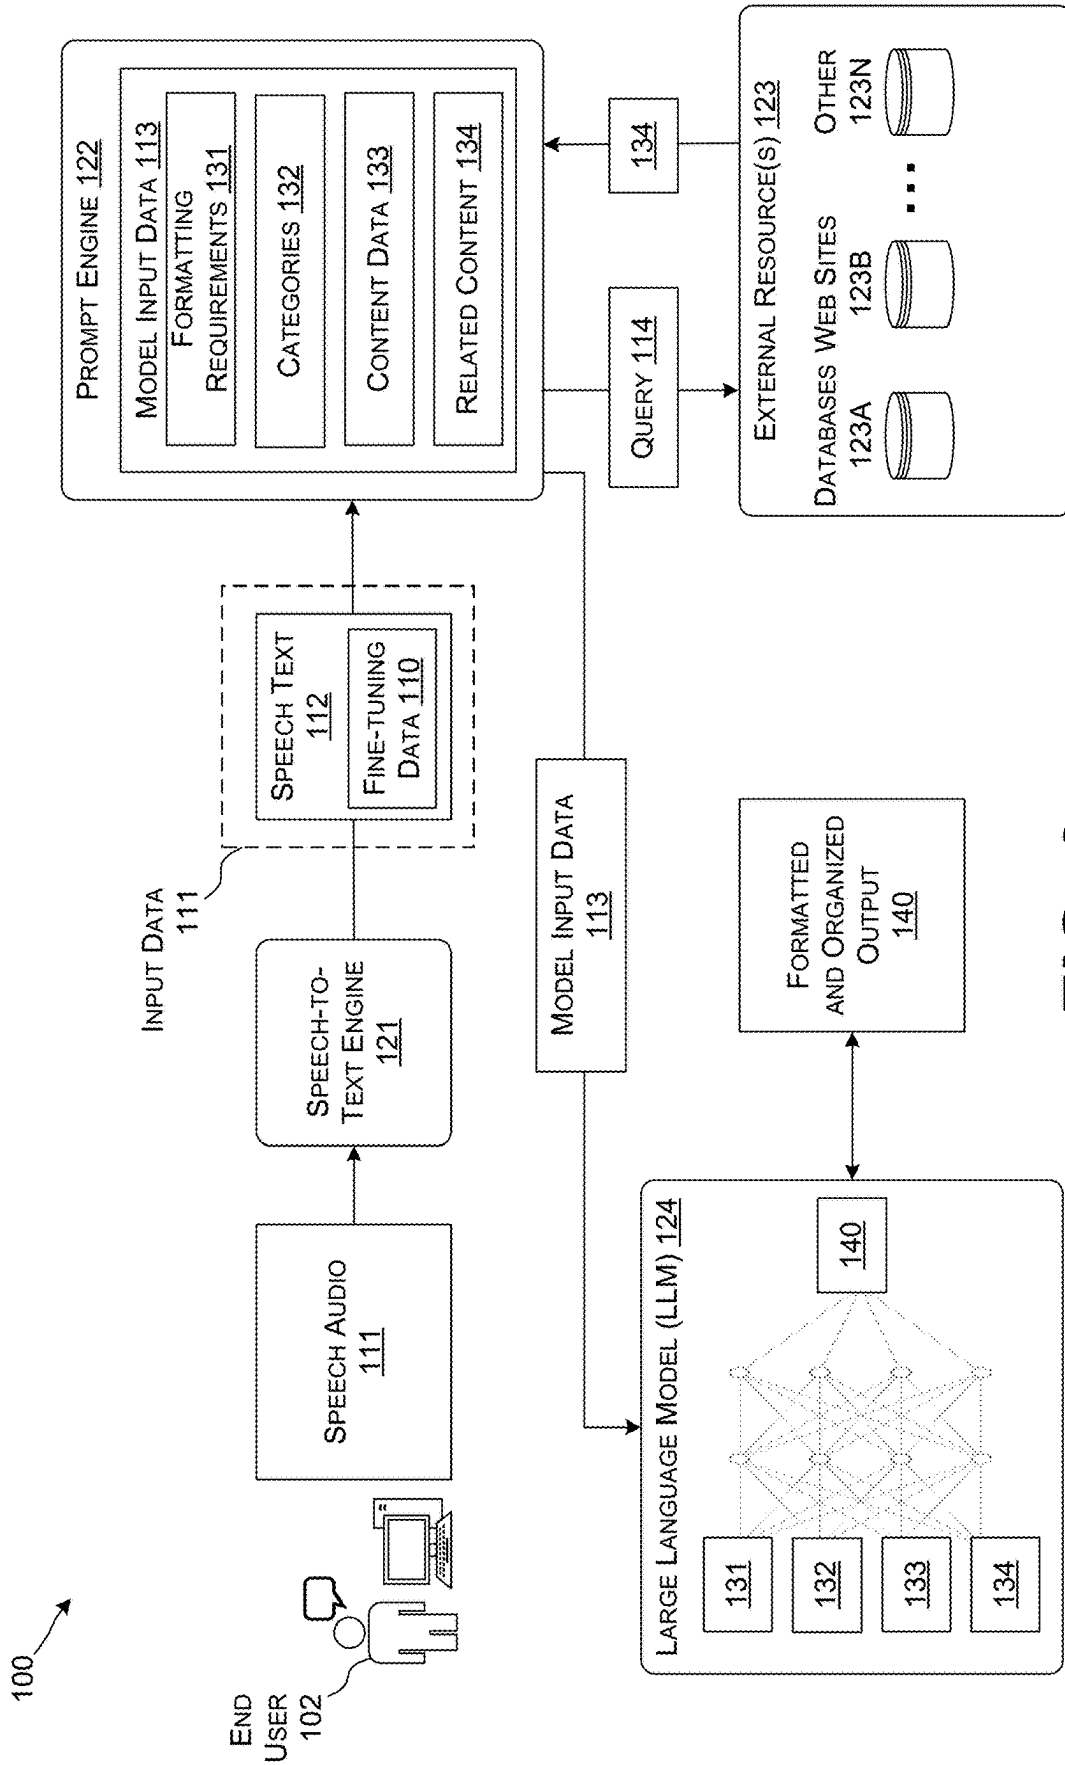 100
END
USER
102
SPEECH AUDIO
111
SPEECH-TO-
TEXT ENGINE
121
INPUT DATA
111
SPEECH TEXT
112
FINE-TUNING
DATA 110
PROMPT ENGINE 122
MODEL INPUT DATA 113
FORMATTING
REQUIREMENTS 131
CATEGORIES 132
CONTENT DATA 133
RELATED CONTENT 134
MODEL INPUT DATA
113
QUERY 114
134
LARGE LANGUAGE MODEL (LLM) 124
131
132
133
134
140
FORMATTED
AND ORGANIZED
OUTPUT
140
EXTERNAL RESOURCE(S) 123
DATABASES WEB SITES OTHER
123A 123B 123N